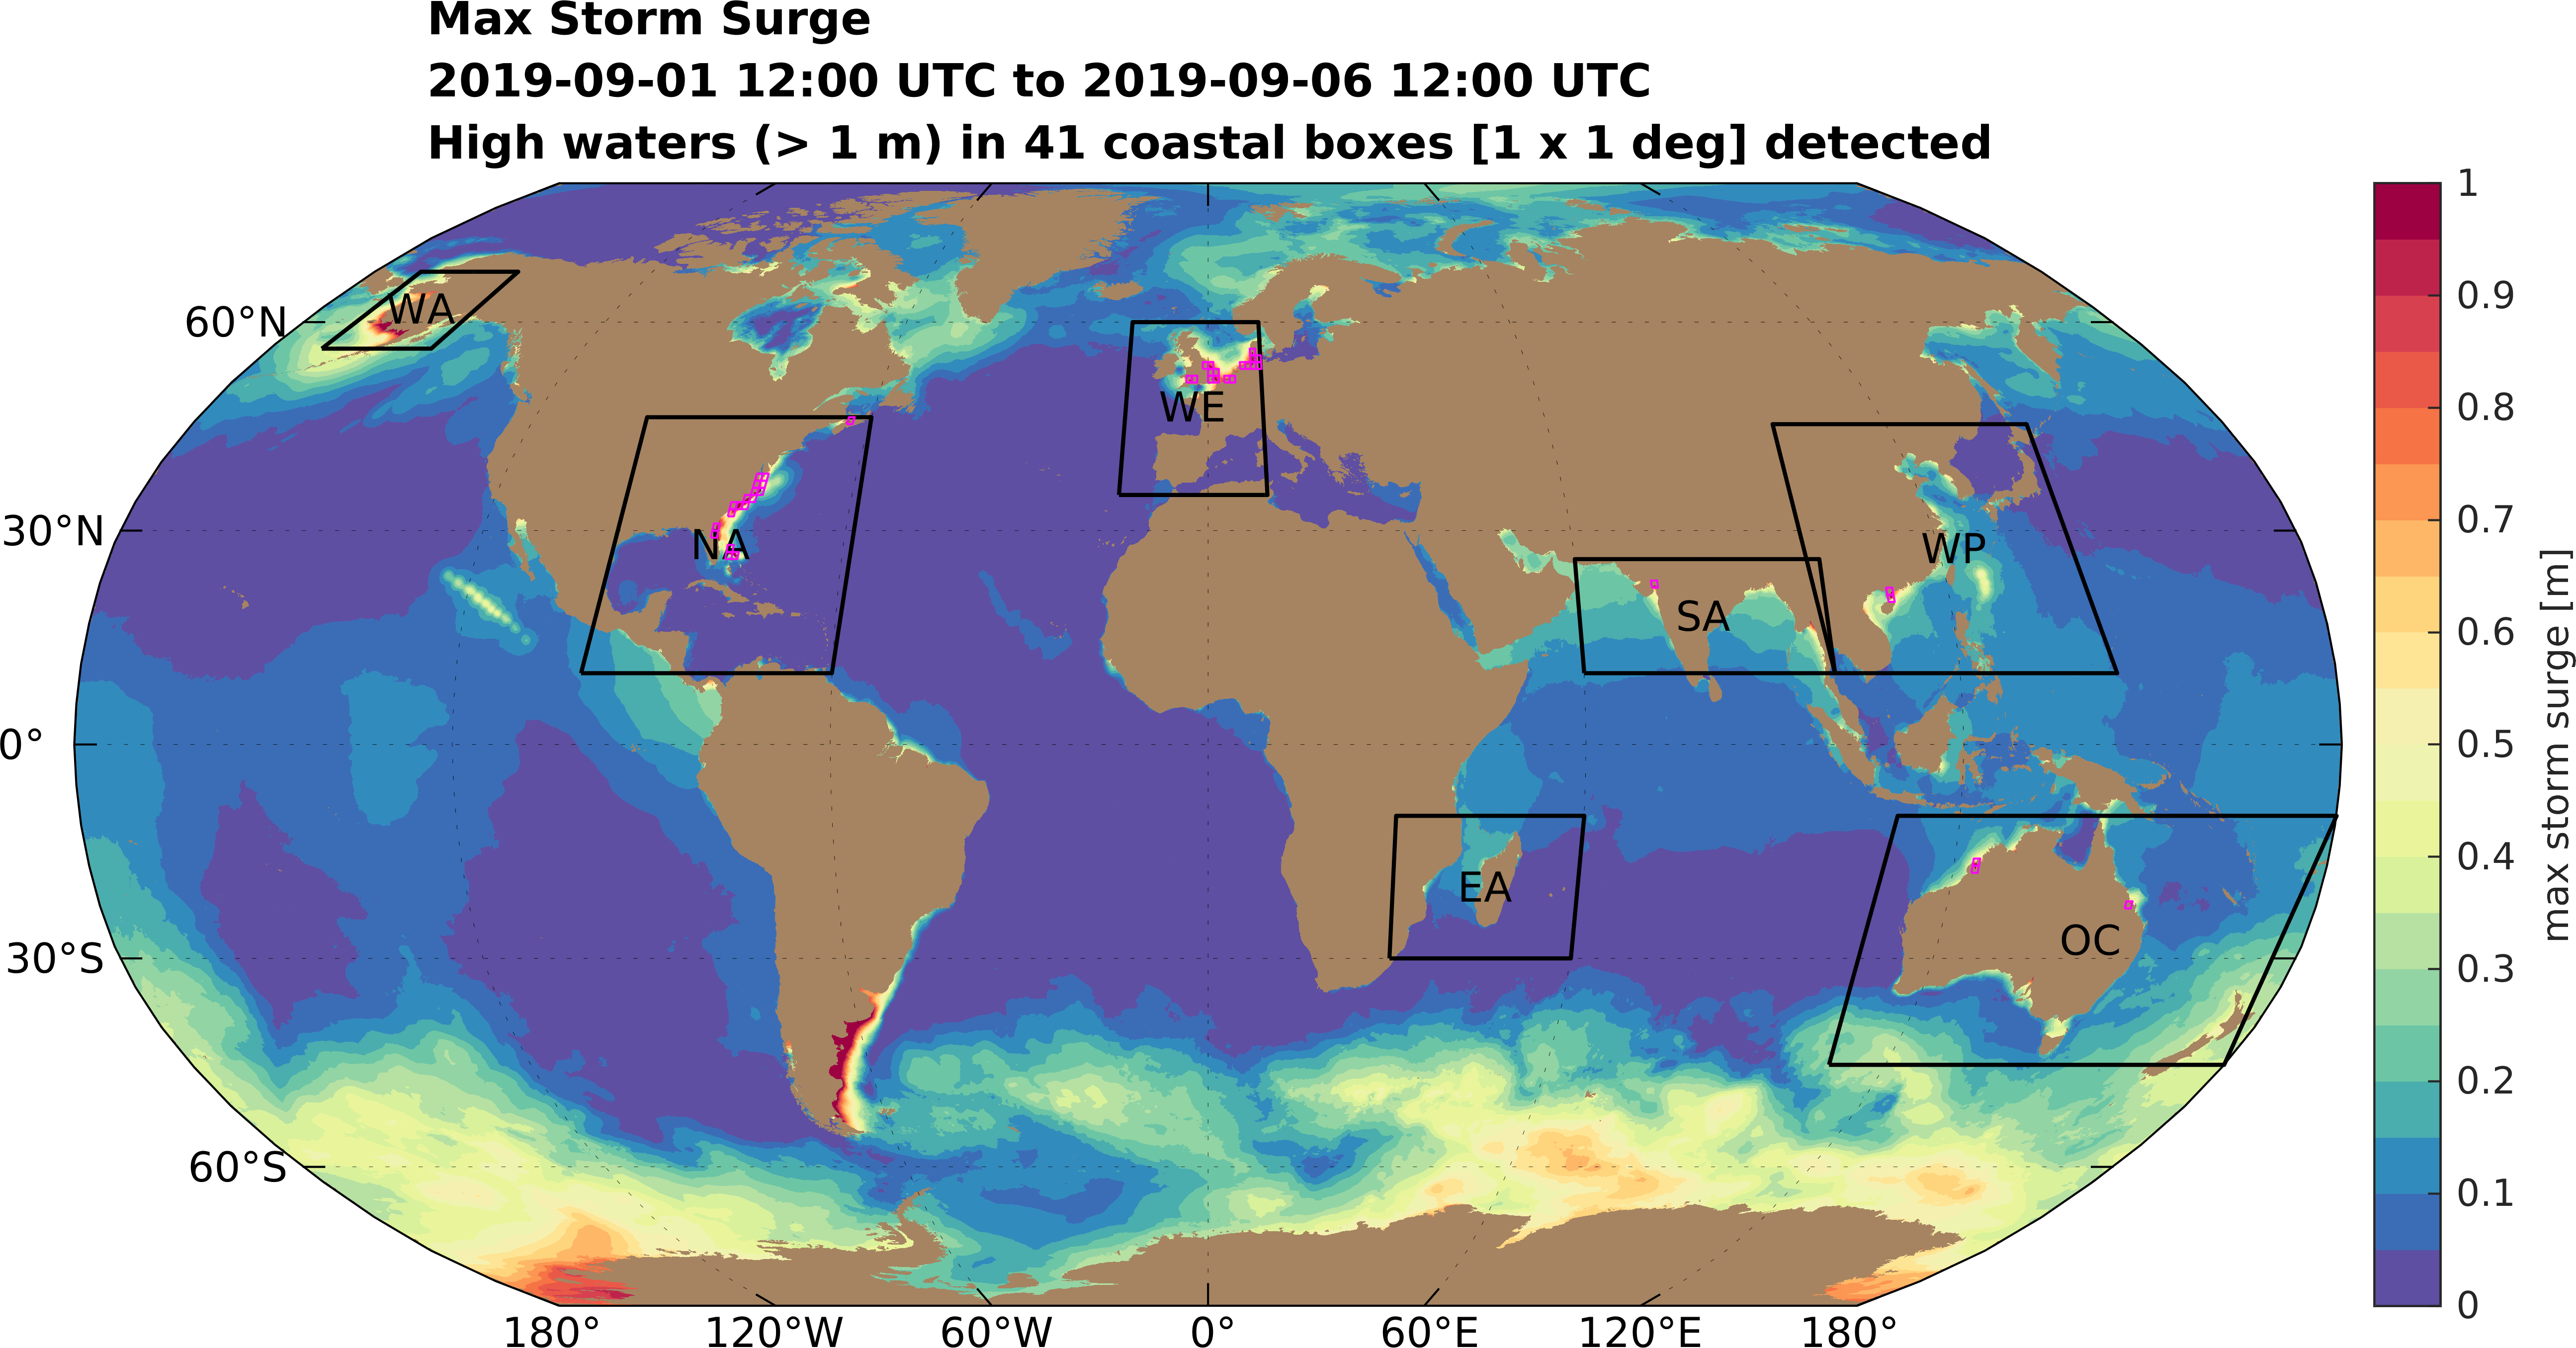 Max Storm Surge
2019-09-01 12:00 UTC to 2019-09-06 12:00 UTC
High waters (> 1 m) in 41 coastal boxes [1 x 1 deg] detected
60°N
30°N
0°
30°S
60°S
WA
NA
WE
SA
WP
EA
OC
180°
120°W
60°W
0°
60°E
120°E
180°
1
0.9
0.8
0.7
0.6
0.5
0.4
0.3
0.2
0.1
0
max storm surge [m]